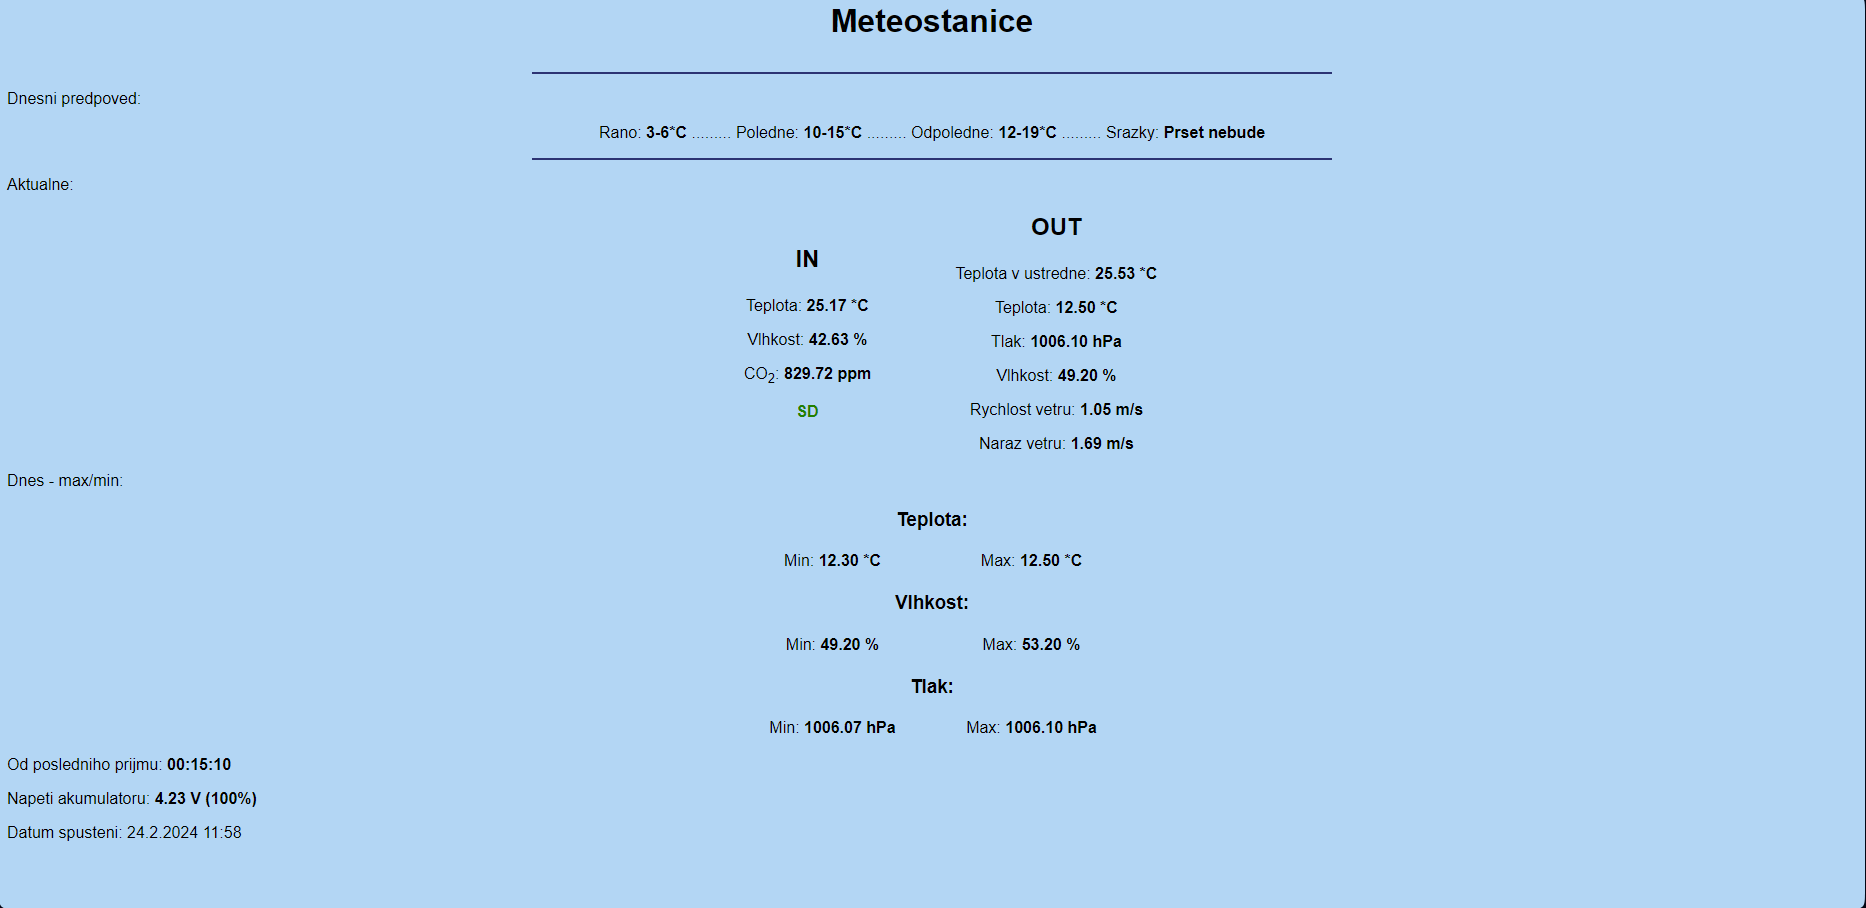 Meteostanice
Dnesni predpoved:
Rano: 3-6*C ......... Poledne: 10-15*C ......... Odpoledne: 12-19*C ......... Srazky: Prset nebude
Aktualne:
IN
Teplota: 25.17 *C
Vlhkost: 42.63 %
CO₂: 829.72 ppm
SD
OUT
Teplota v ustredne: 25.53 *C
Teplota: 12.50 *C
Tlak: 1006.10 hPa
Vlhkost: 49.20 %
Rychlost vetru: 1.05 m/s
Naraz vetru: 1.69 m/s
Dnes - max/min:
Teplota:
Min: 12.30 *C Max: 12.50 *C
Vlhkost:
Min: 49.20 % Max: 53.20 %
Tlak:
Min: 1006.07 hPa Max: 1006.10 hPa
Od posledniho prijmu: 00:15:10
Napeti akumulatoru: 4.23 V (100%)
Datum spusteni: 24.2.2024 11:58